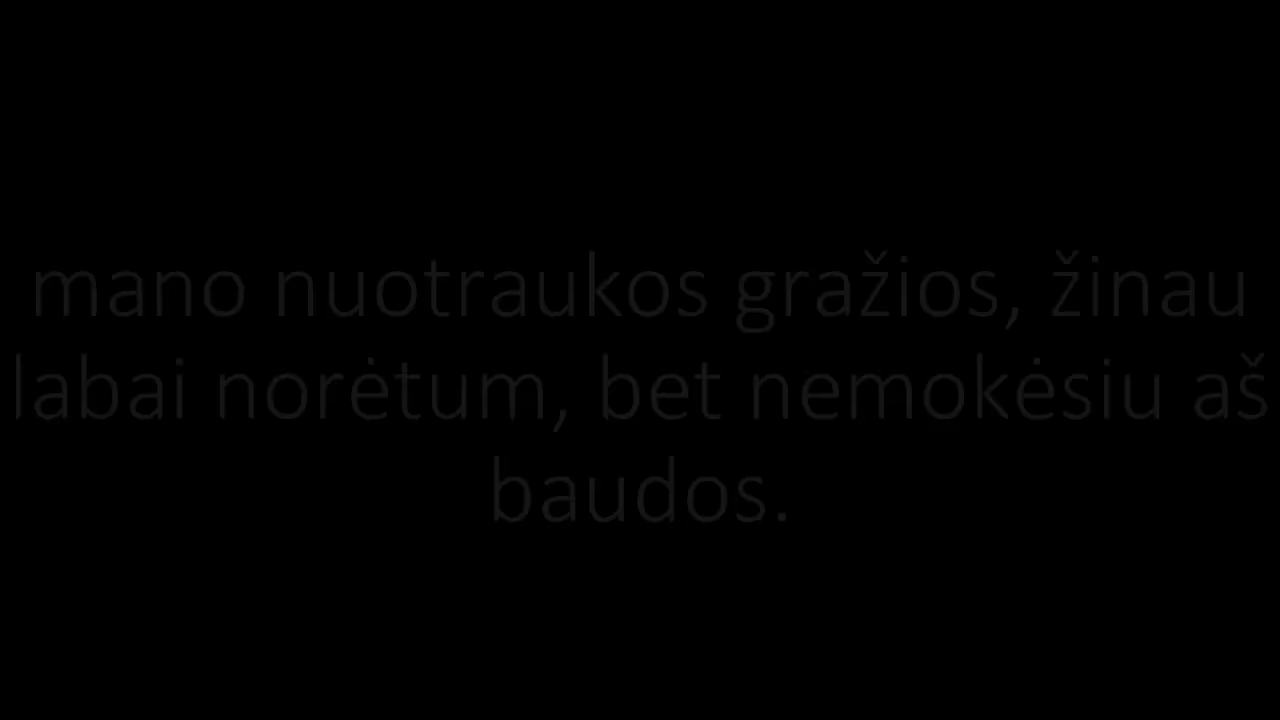 mano nuotraukos gražios, žinau
labai norėtum, bet nemokėsiu aš
baudos.